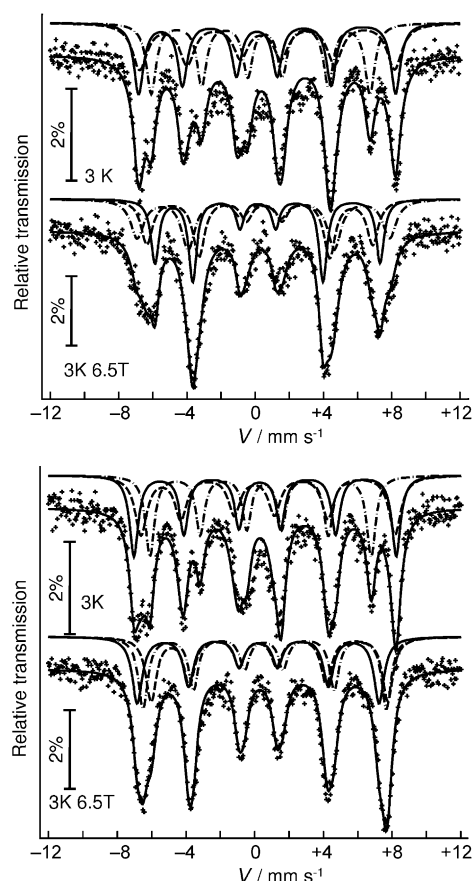 Relative transmission
2%
3 K
2%
3K 6.5T
−12 −8 −4 0 +4 +8 +12
V / mm s-1
Relative transmission
2%
3K
2%
3K 6.5T
−12 −8 −4 0 +4 +8 +12
V / mm s-1